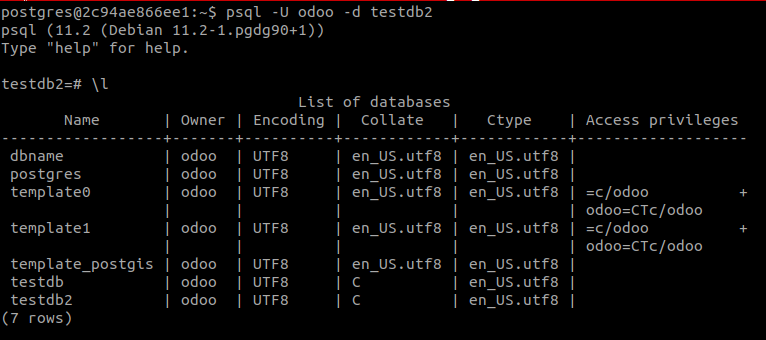 postgres@2c94ae866ee1:~$ psql -U odoo -d testdb2
psql (11.2 (Debian 11.2-1.pgdg90+1))
Type "help" for help.

testdb2=# \l
                                  List of databases
       Name       | Owner | Encoding |  Collate   |   Ctype    | Access privileges
------------------+-------+----------+------------+------------+-------------------
 dbname           | odoo  | UTF8     | en_US.utf8 | en_US.utf8 |
 postgres         | odoo  | UTF8     | en_US.utf8 | en_US.utf8 |
 template0        | odoo  | UTF8     | en_US.utf8 | en_US.utf8 | =c/odoo          +
                  |       |          |            |            | odoo=CTc/odoo
 template1        | odoo  | UTF8     | en_US.utf8 | en_US.utf8 | =c/odoo          +
                  |       |          |            |            | odoo=CTc/odoo
 template_postgis | odoo  | UTF8     | en_US.utf8 | en_US.utf8 |
 testdb           | odoo  | UTF8     | C          | en_US.utf8 |
 testdb2          | odoo  | UTF8     | C          | en_US.utf8 |
(7 rows)